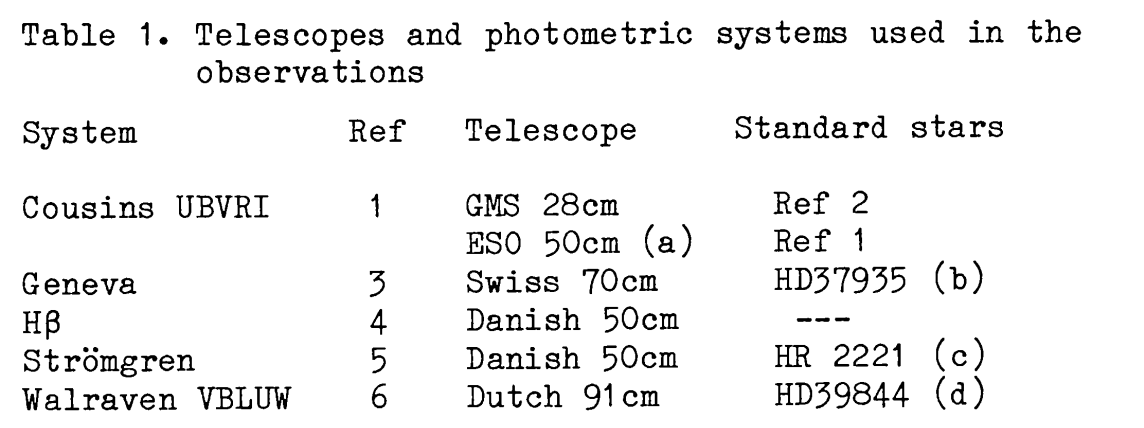 Table 1. Telescopes and photometric systems used in the
observations
System Ref Telescope Standard stars
Cousins UBVRI 1 GMS 28cm Ref 2
ESO 50cm (a) Ref 1
Geneva 3 Swiss 70cm HD37935 (b)
Hβ 4 Danish 50cm ---
Strömgren 5 Danish 50cm HR 2221 (c)
Walraven VBLUW 6 Dutch 91cm HD39844 (d)